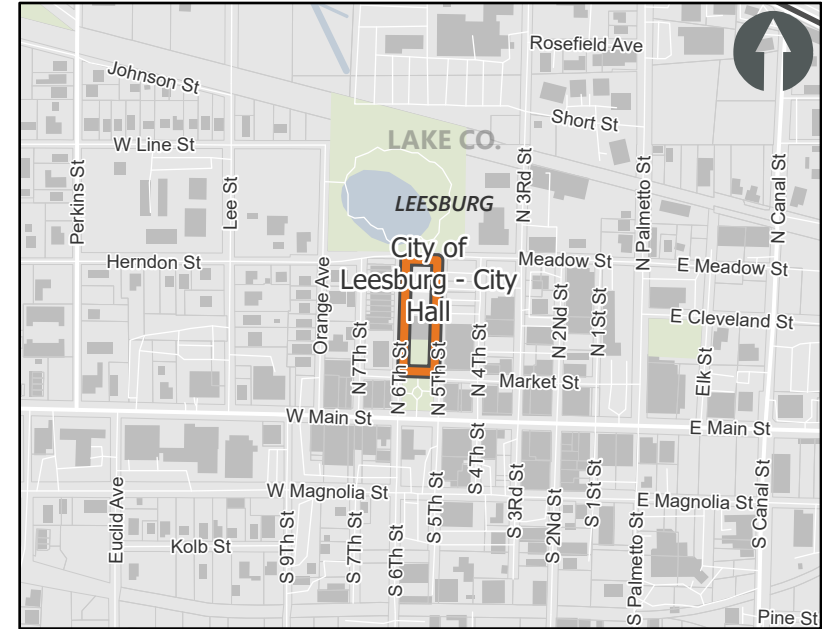 Rosefield Ave
Johnson St
Short St
LAKE CO.
W Line St
Perkins St
Lee St
N 3Rd St
N Palmetto St
N Canal St
LEESBURG
City of
Leesburg - City
Hall
Herndon St
Meadow St
E Meadow St
Orange Ave
N 7Th St
N 6Th St
N 5Th St
N 4Th St
N 2Nd St
N 1St St
E Cleveland St
Elk St
Market St
W Main St
E Main St
W Magnolia St
S 4Th St
E Magnolia St
Euclid Ave
Kolb St
S 9Th St
S 7Th St
S 6Th St
S 5Th St
S 3Rd St
S 2Nd St
S 1St St
S Palmetto St
S Canal St
Pine St